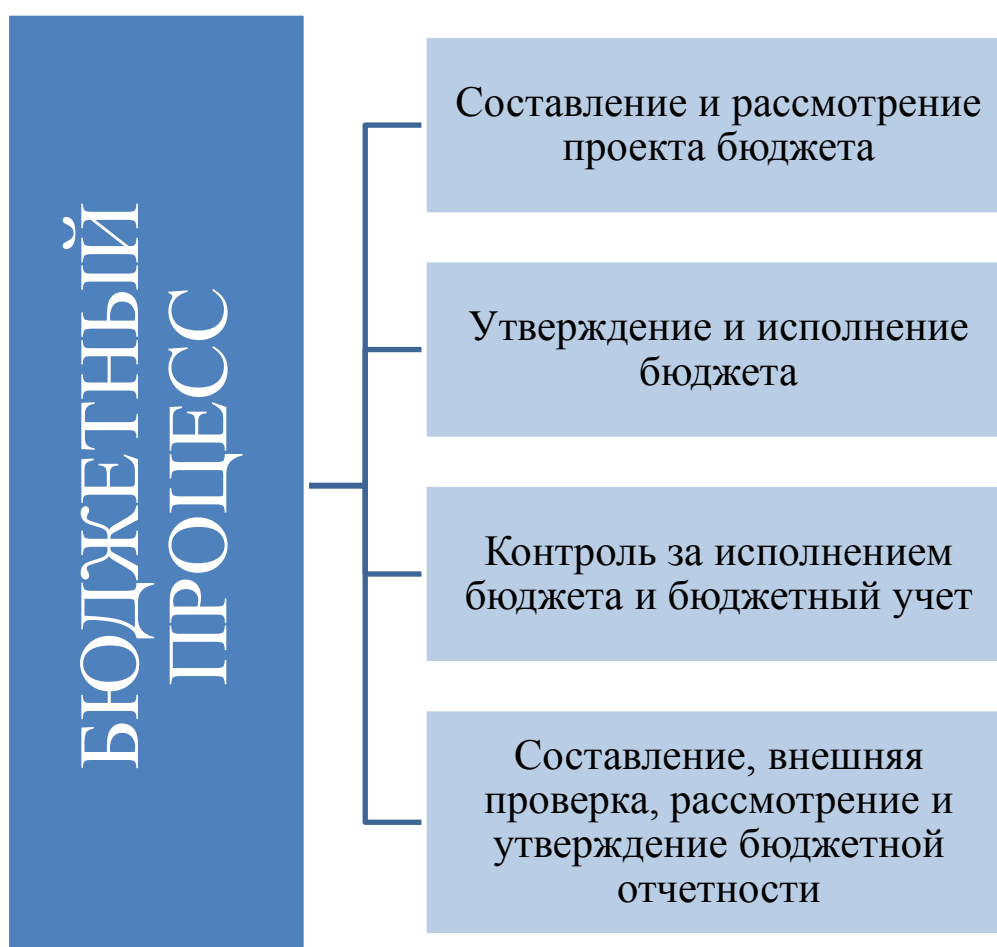 БЮДЖЕТНЫЙ
ПРОЦЕСС
Составление и рассмотрение
проекта бюджета
Утверждение и исполнение
бюджета
Контроль за исполнением
бюджета и бюджетный учет
Составление, внешняя
проверка, рассмотрение и
утверждение бюджетной
отчетности